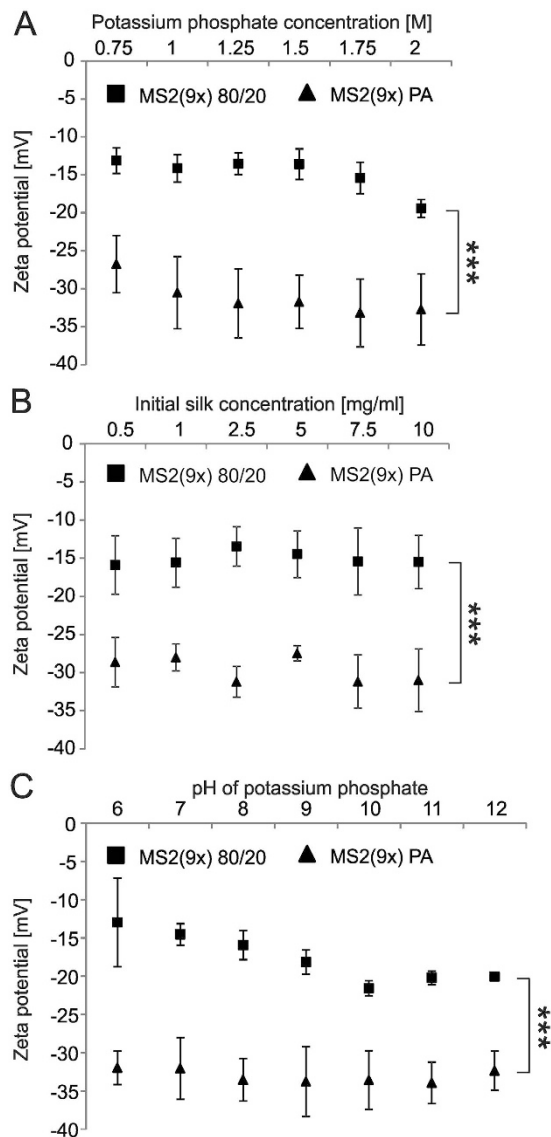 A
Potassium phosphate concentration [M]
0.75 1 1.25 1.5 1.75 2
0
-5
-10
-15
-20
-25
-30
-35
-40
Zeta potential [mV]
MS2(9x) 80/20 MS2(9x) PA
***
B
Initial silk concentration [mg/ml]
0.5 1 2.5 5 7.5 10
0
-5
-10
-15
-20
-25
-30
-35
-40
Zeta potential [mV]
MS2(9x) 80/20 MS2(9x) PA
***
C
pH of potassium phosphate
6 7 8 9 10 11 12
0
-5
-10
-15
-20
-25
-30
-35
-40
Zeta potential [mV]
MS2(9x) 80/20 MS2(9x) PA
***